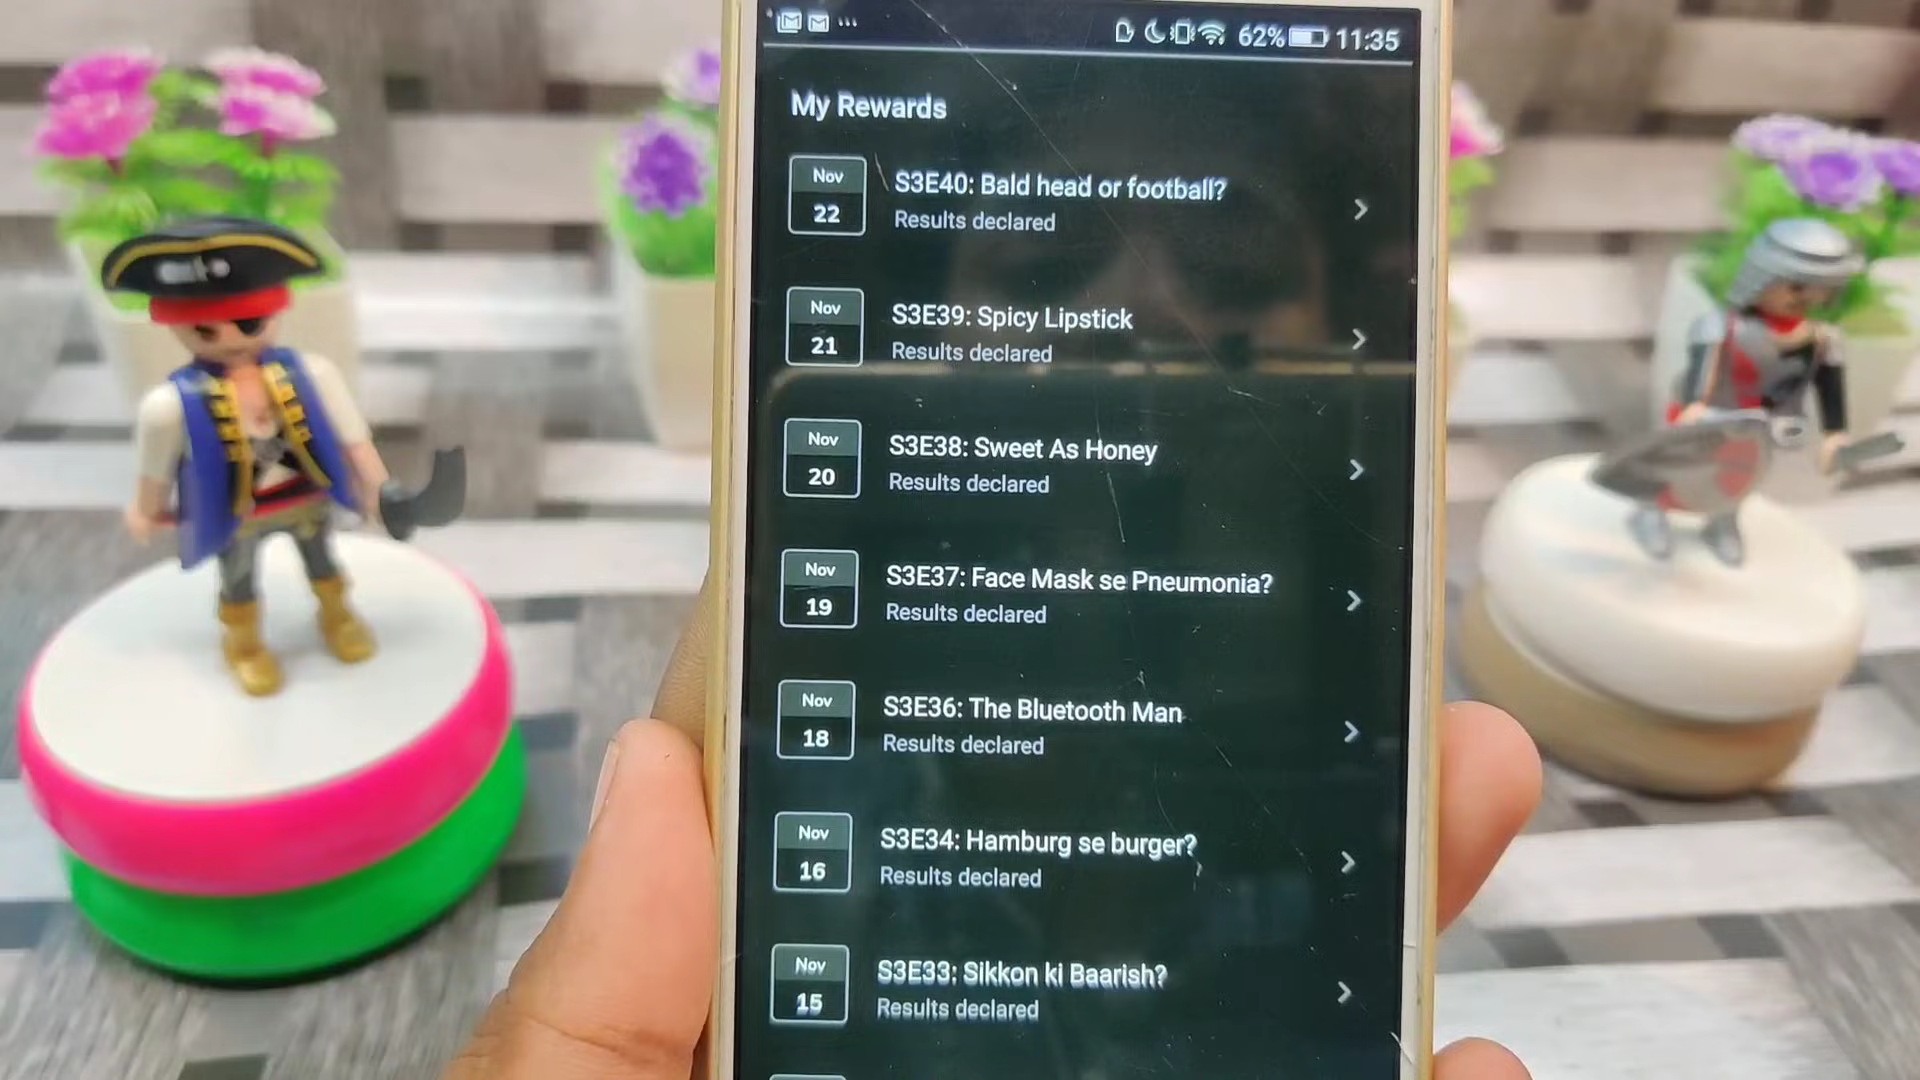 62% 11:35
My Rewards
Nov
22
S3E40: Bald head or football?
Results declared
Nov
21
S3E39: Spicy Lipstick
Results declared
Nov
20
S3E38: Sweet As Honey
Results declared
Nov
19
S3E37: Face Mask se Pneumonia?
Results declared
Nov
18
S3E36: The Bluetooth Man
Results declared
Nov
16
S3E34: Hamburg se burger?
Results declared
Nov
15
S3E33: Sikkon ki Baarish?
Results declared